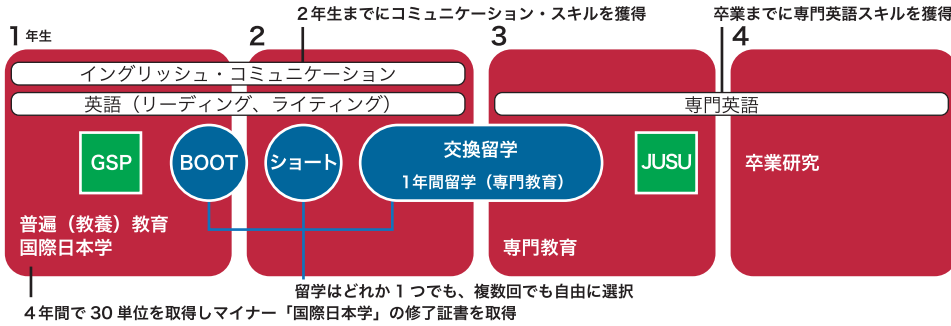 2年生までにコミュニケーション・スキルを獲得
卒業までに専門英語スキルを獲得
1年生
2
3
4
イングリッシュ・コミュニケーション
英語（リーディング、ライティング）
専門英語
GSP
BOOT
ショート
交換留学
1年間留学（専門教育）
JUSU
卒業研究
普遍（教養）教育
国際日本学
専門教育
留学はどれか1つでも、複数回でも自由に選択
4年間で30単位を取得しマイナー「国際日本学」の修了証書を取得